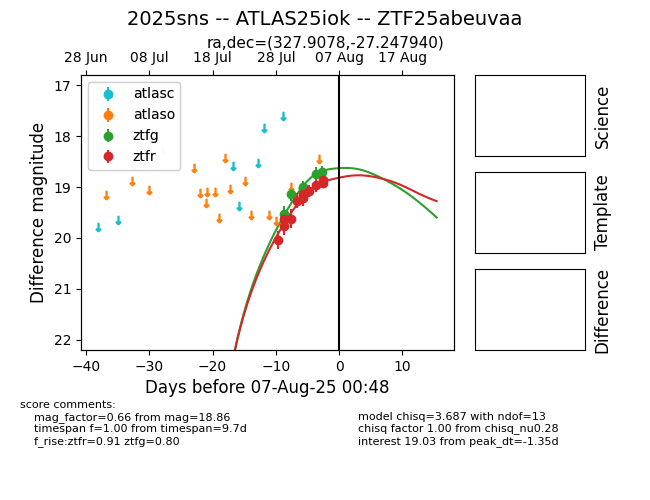 2025sns -- ATLAS25iok -- ZTF25abeuvaa
ra,dec=(327.9078,-27.247940)
28 Jun 08 Jul 18 Jul 28 Jul 07 Aug 17 Aug
17
18
19
20
21
22
Difference magnitude
atlasc
atlaso
ztfg
ztfr
−40 −30 −20 −10 0 10
Days before 07-Aug-25 00:48
Science
Template
Difference
score comments:
mag_factor=0.66 from mag=18.86
timespan f=1.00 from timespan=9.7d
f_rise:ztfr=0.91 ztfg=0.80
model chisq=3.687 with ndof=13
chisq factor 1.00 from chisq_nu0.28
interest 19.03 from peak_dt=-1.35d